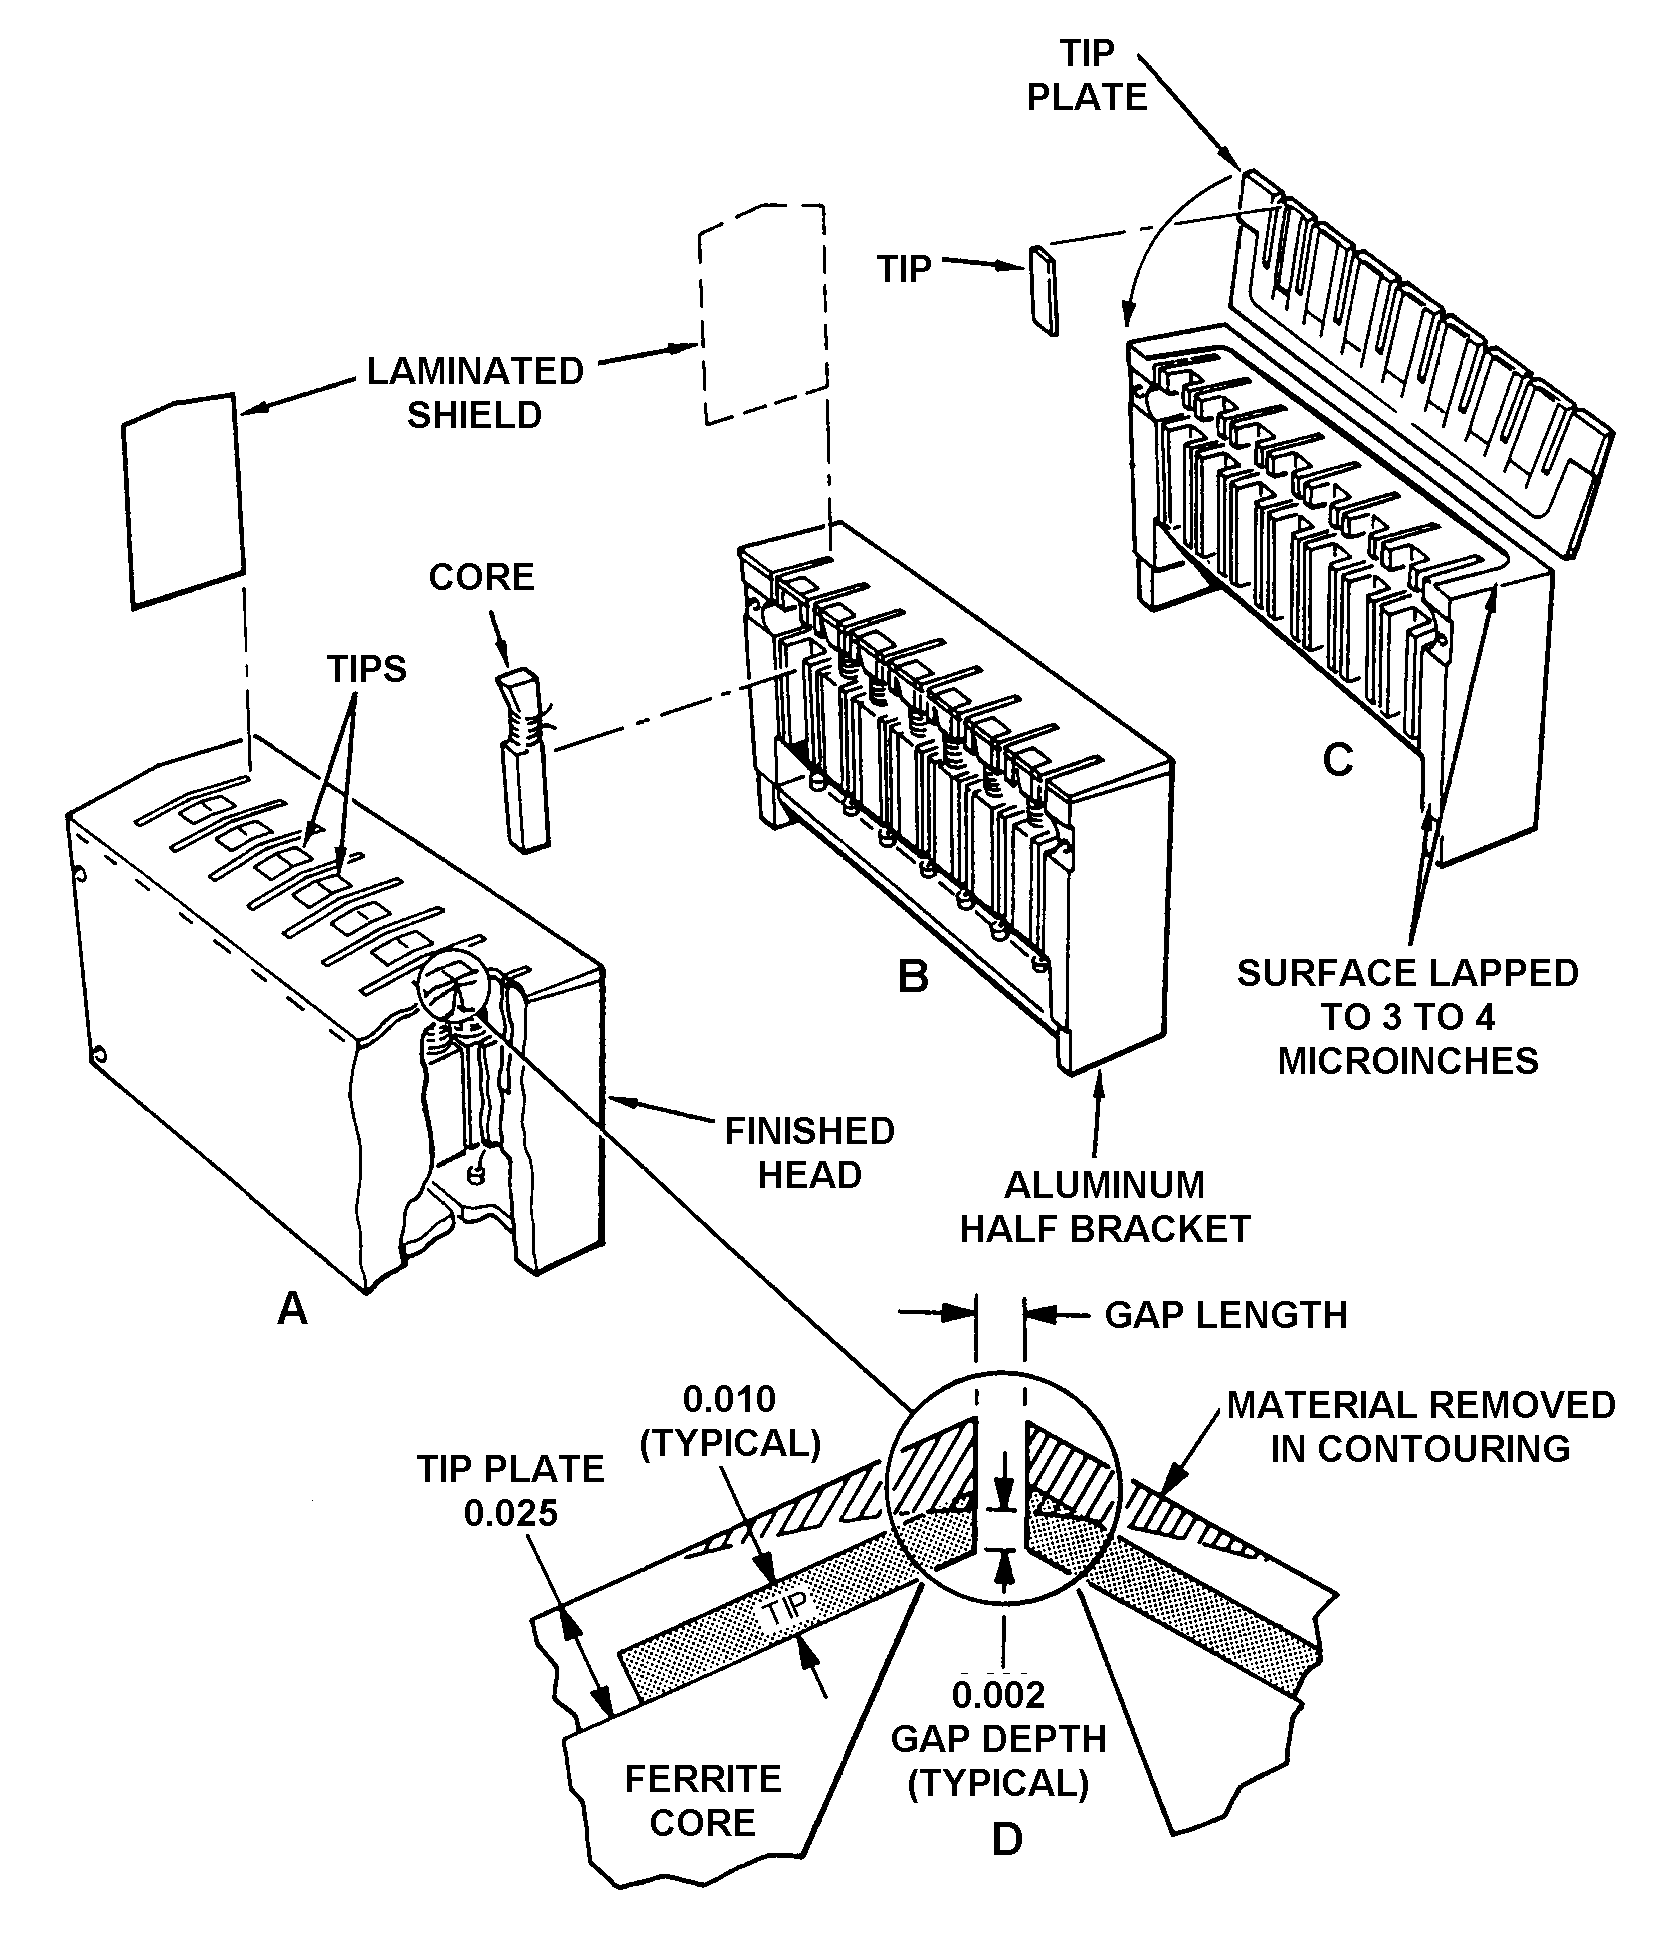 TIP
PLATE
TIP
LAMINATED
SHIELD
CORE
TIPS
C
B
SURFACE LAPPED
TO 3 TO 4
MICROINCHES
FINISHED
HEAD
ALUMINUM
HALF BRACKET
A
GAP LENGTH
0.010
(TYPICAL)
MATERIAL REMOVED
IN CONTOURING
TIP PLATE
0.025
TIP
0.002
GAP DEPTH
(TYPICAL)
FERRITE
CORE
D